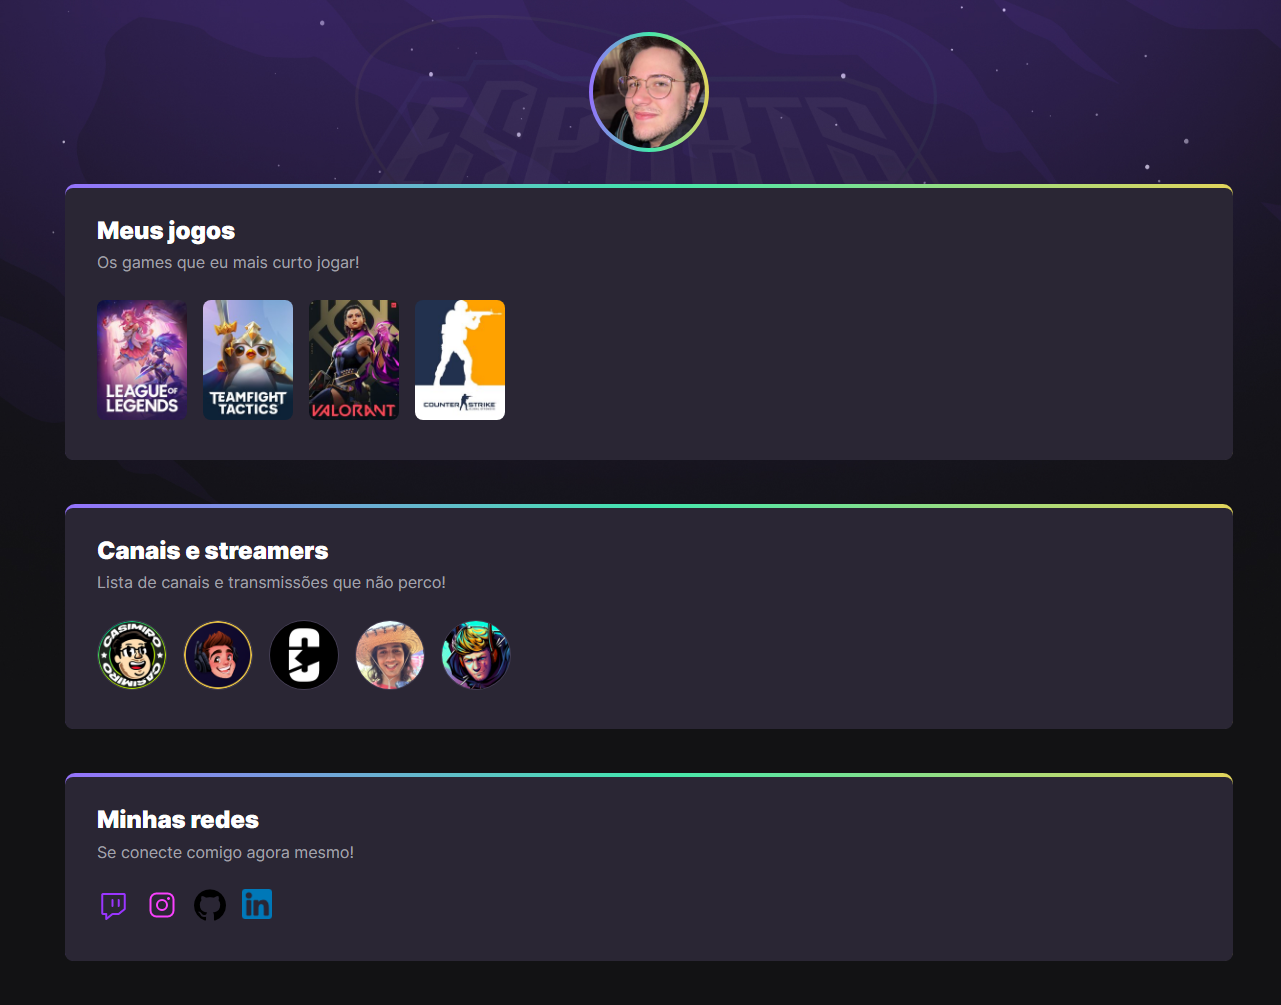 ESPORTS
Meus jogos
Os games que eu mais curto jogar!
LEAGUE OF
LEGENDS
TEAMFIGHT
TACTICS
VALORANT
COUNTER STRIKE
Canais e streamers
Lista de canais e transmissões que não perco!
CASIMIRO
CASIMIRO
Minhas redes
Se conecte comigo agora mesmo!
in